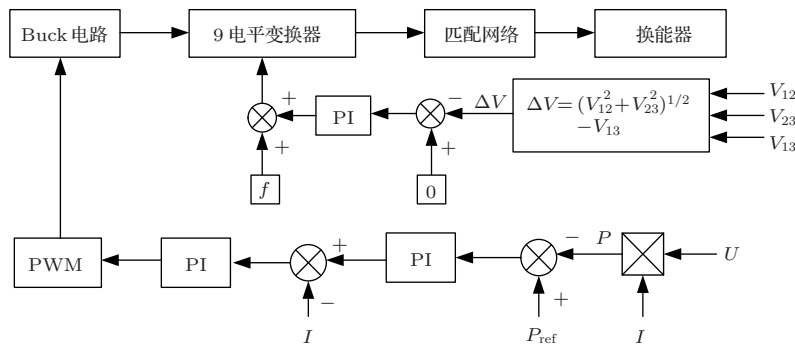 Buck 电路
9 电平变换器
匹配网络
换能器
+
PI
−
ΔV
ΔV=(V₁₂²+V₂₃²)^{1/2}
−V₁₃
V₁₂
V₂₃
V₁₃
+
f
+
0
PWM
PI
+
−
I
PI
−
P
+
P_ref
U
I